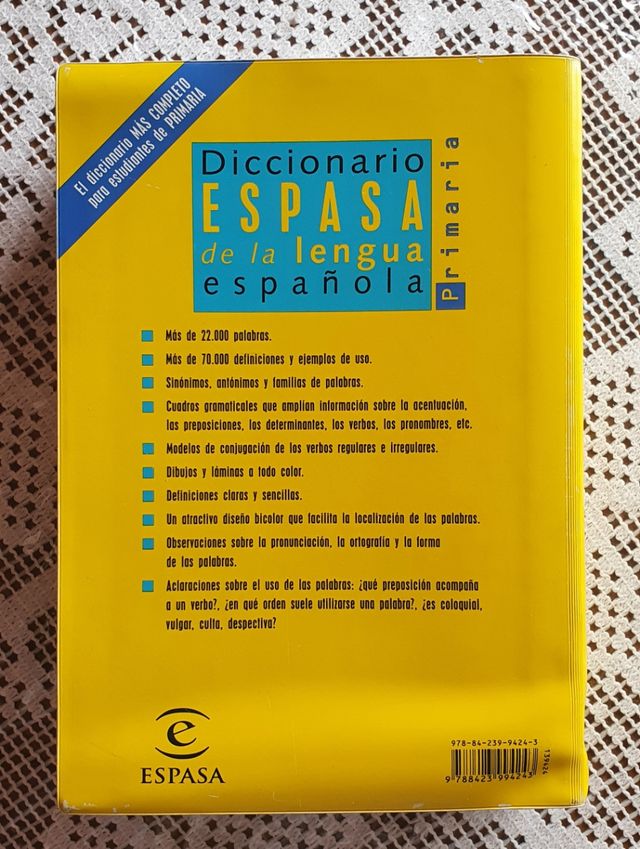 El diccionario MÁS COMPLETO
para estudiantes de PRIMARIA
Diccionario
ESPASA
de la lengua
española
Primaria
Más de 22.000 palabras.
Más de 70.000 definiciones y ejemplos de uso.
Sinónimos, antónimos y familias de palabras.
Cuadros gramaticales que amplían información sobre la acentuación,
las preposiciones, los determinantes, los verbos, los pronombres, etc.
Modelos de conjugación de los verbos regulares e irregulares.
Dibujos y láminas a todo color.
Definiciones claras y sencillas.
Un atractivo diseño bicolor que facilita la localización de las palabras.
Observaciones sobre la pronunciación, la ortografía y la forma
de las palabras.
Aclaraciones sobre el uso de las palabras: ¿qué preposición acompaña
a un verbo?, ¿en qué orden suele utilizarse una palabra?, ¿es coloquial,
vulgar, culta, despectiva?
e
ESPASA
978-84-239-9424-3
9 788423 994243
139424